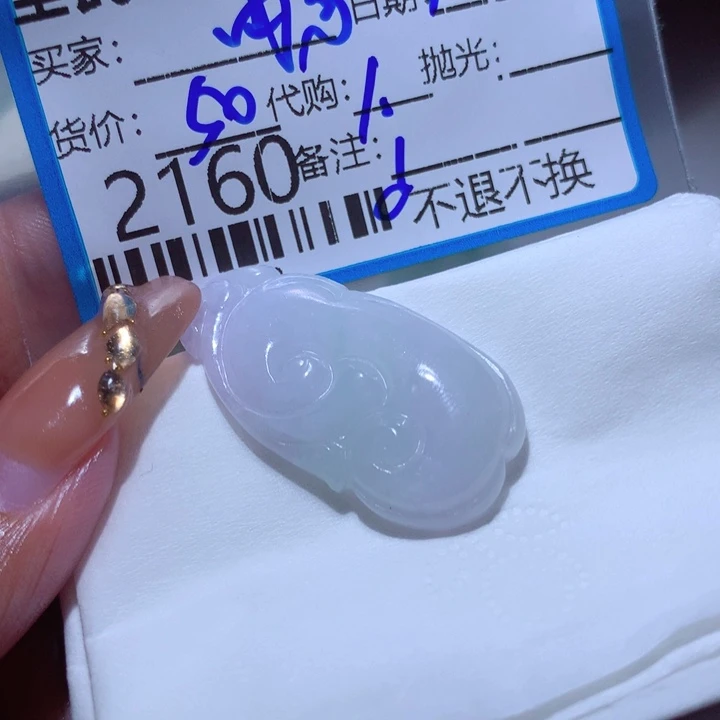 日期
买家：
抛光：
货价：50 代购：
2160 备注：
不退不换